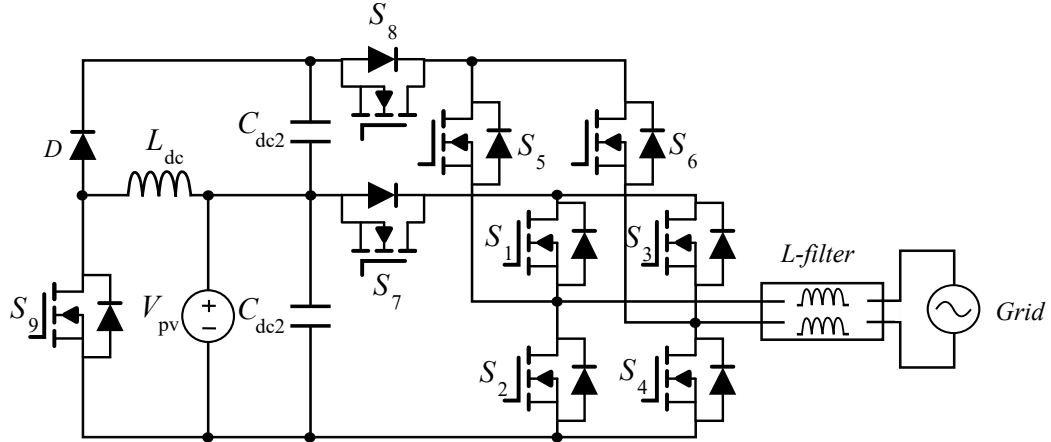 S8
Cdc2
D
Ldc
S5
S6
S1
S3
L-filter
S7
S9
Vpv
+
−
Cdc2
Grid
S2
S4